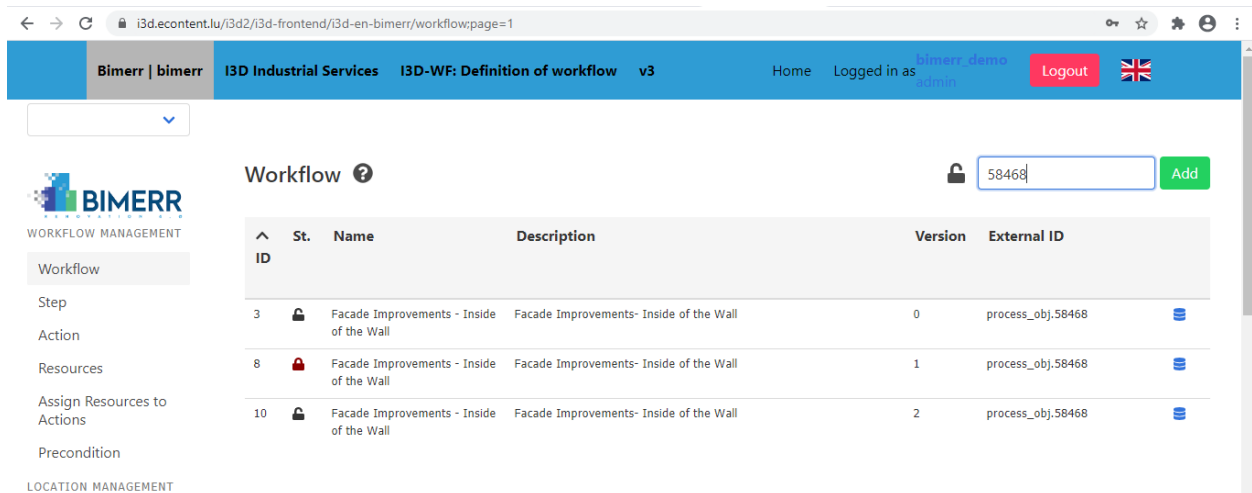 i3d.econtent.lu/i3d2/i3d-frontend/i3d-en-bimerr/workflow;page=1
Bimerr | bimerr I3D Industrial Services I3D-WF: Definition of workflow v3 Home Logged in as bimerr_demo admin Logout
BIMERR
RENOVATION 4.0
WORKFLOW MANAGEMENT
Workflow
Step
Action
Resources
Assign Resources to
Actions
Precondition
LOCATION MANAGEMENT
Workflow ? 58468 Add
ID St. Name Description Version External ID
3 Facade Improvements - Inside Facade Improvements- Inside of the Wall 0 process_obj.58468
of the Wall
8 Facade Improvements - Inside Facade Improvements- Inside of the Wall 1 process_obj.58468
of the Wall
10 Facade Improvements - Inside Facade Improvements- Inside of the Wall 2 process_obj.58468
of the Wall